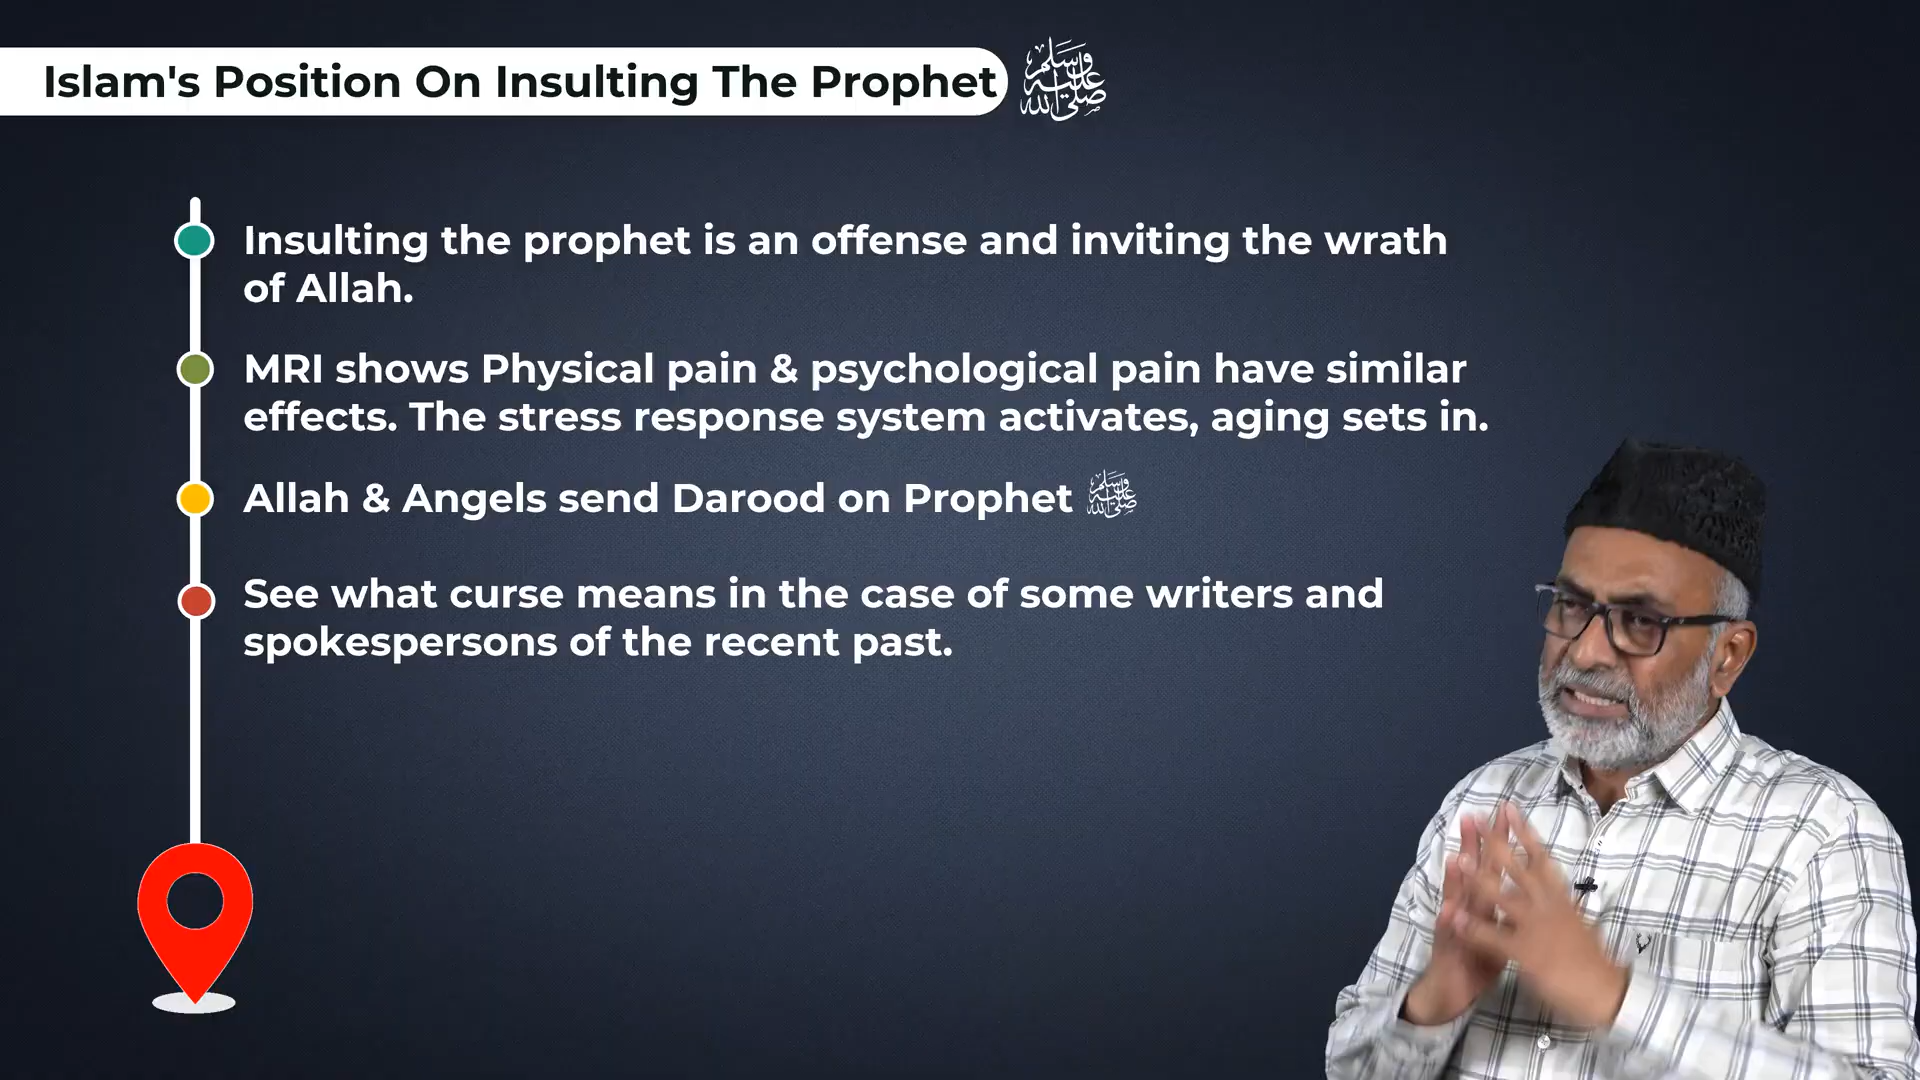 Islam's Position On Insulting The Prophet ﷺ
Insulting the prophet is an offense and inviting the wrath
of Allah.
MRI shows Physical pain & psychological pain have similar
effects. The stress response system activates, aging sets in.
Allah & Angels send Darood on Prophet ﷺ
See what curse means in the case of some writers and
spokespersons of the recent past.